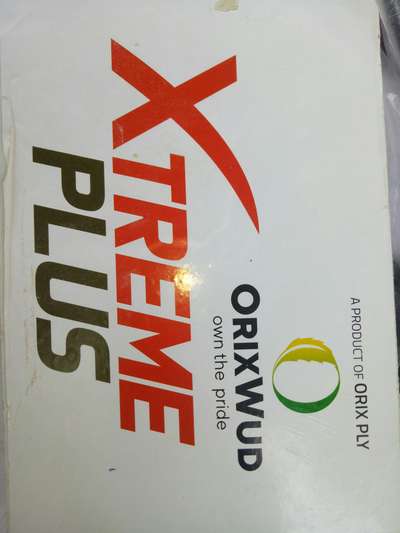 A PRODUCT OF ORIX PLY
ORIXWUD
own the pride
XTREME
PLUS